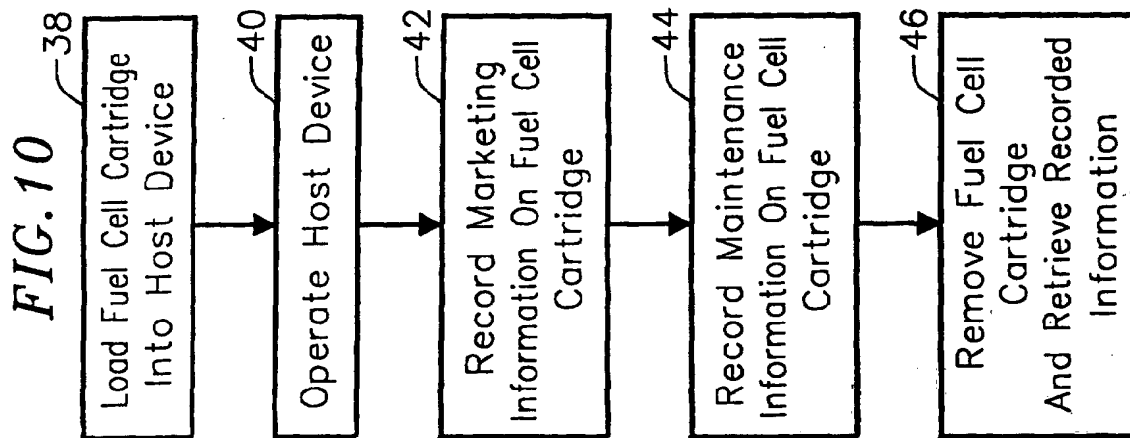 FIG.10
38
Load Fuel Cell Cartridge
Into Host Device
40
Operate Host Device
42
Record Marketing
Information On Fuel Cell
Cartridge
44
Record Maintenance
Information On Fuel Cell
Cartridge
46
Remove Fuel Cell
Cartridge
And Retrieve Recorded
Information